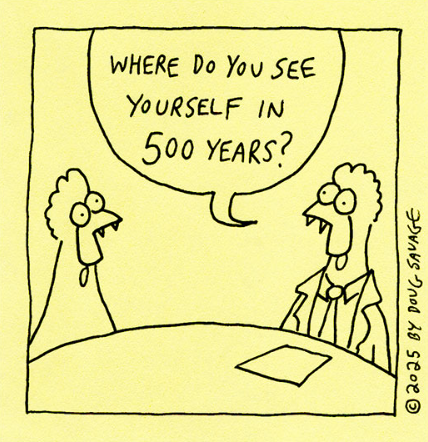 WHERE DO YOU SEE
YOURSELF IN
500 YEARS?
© 2025 BY DOUG SAVAGE